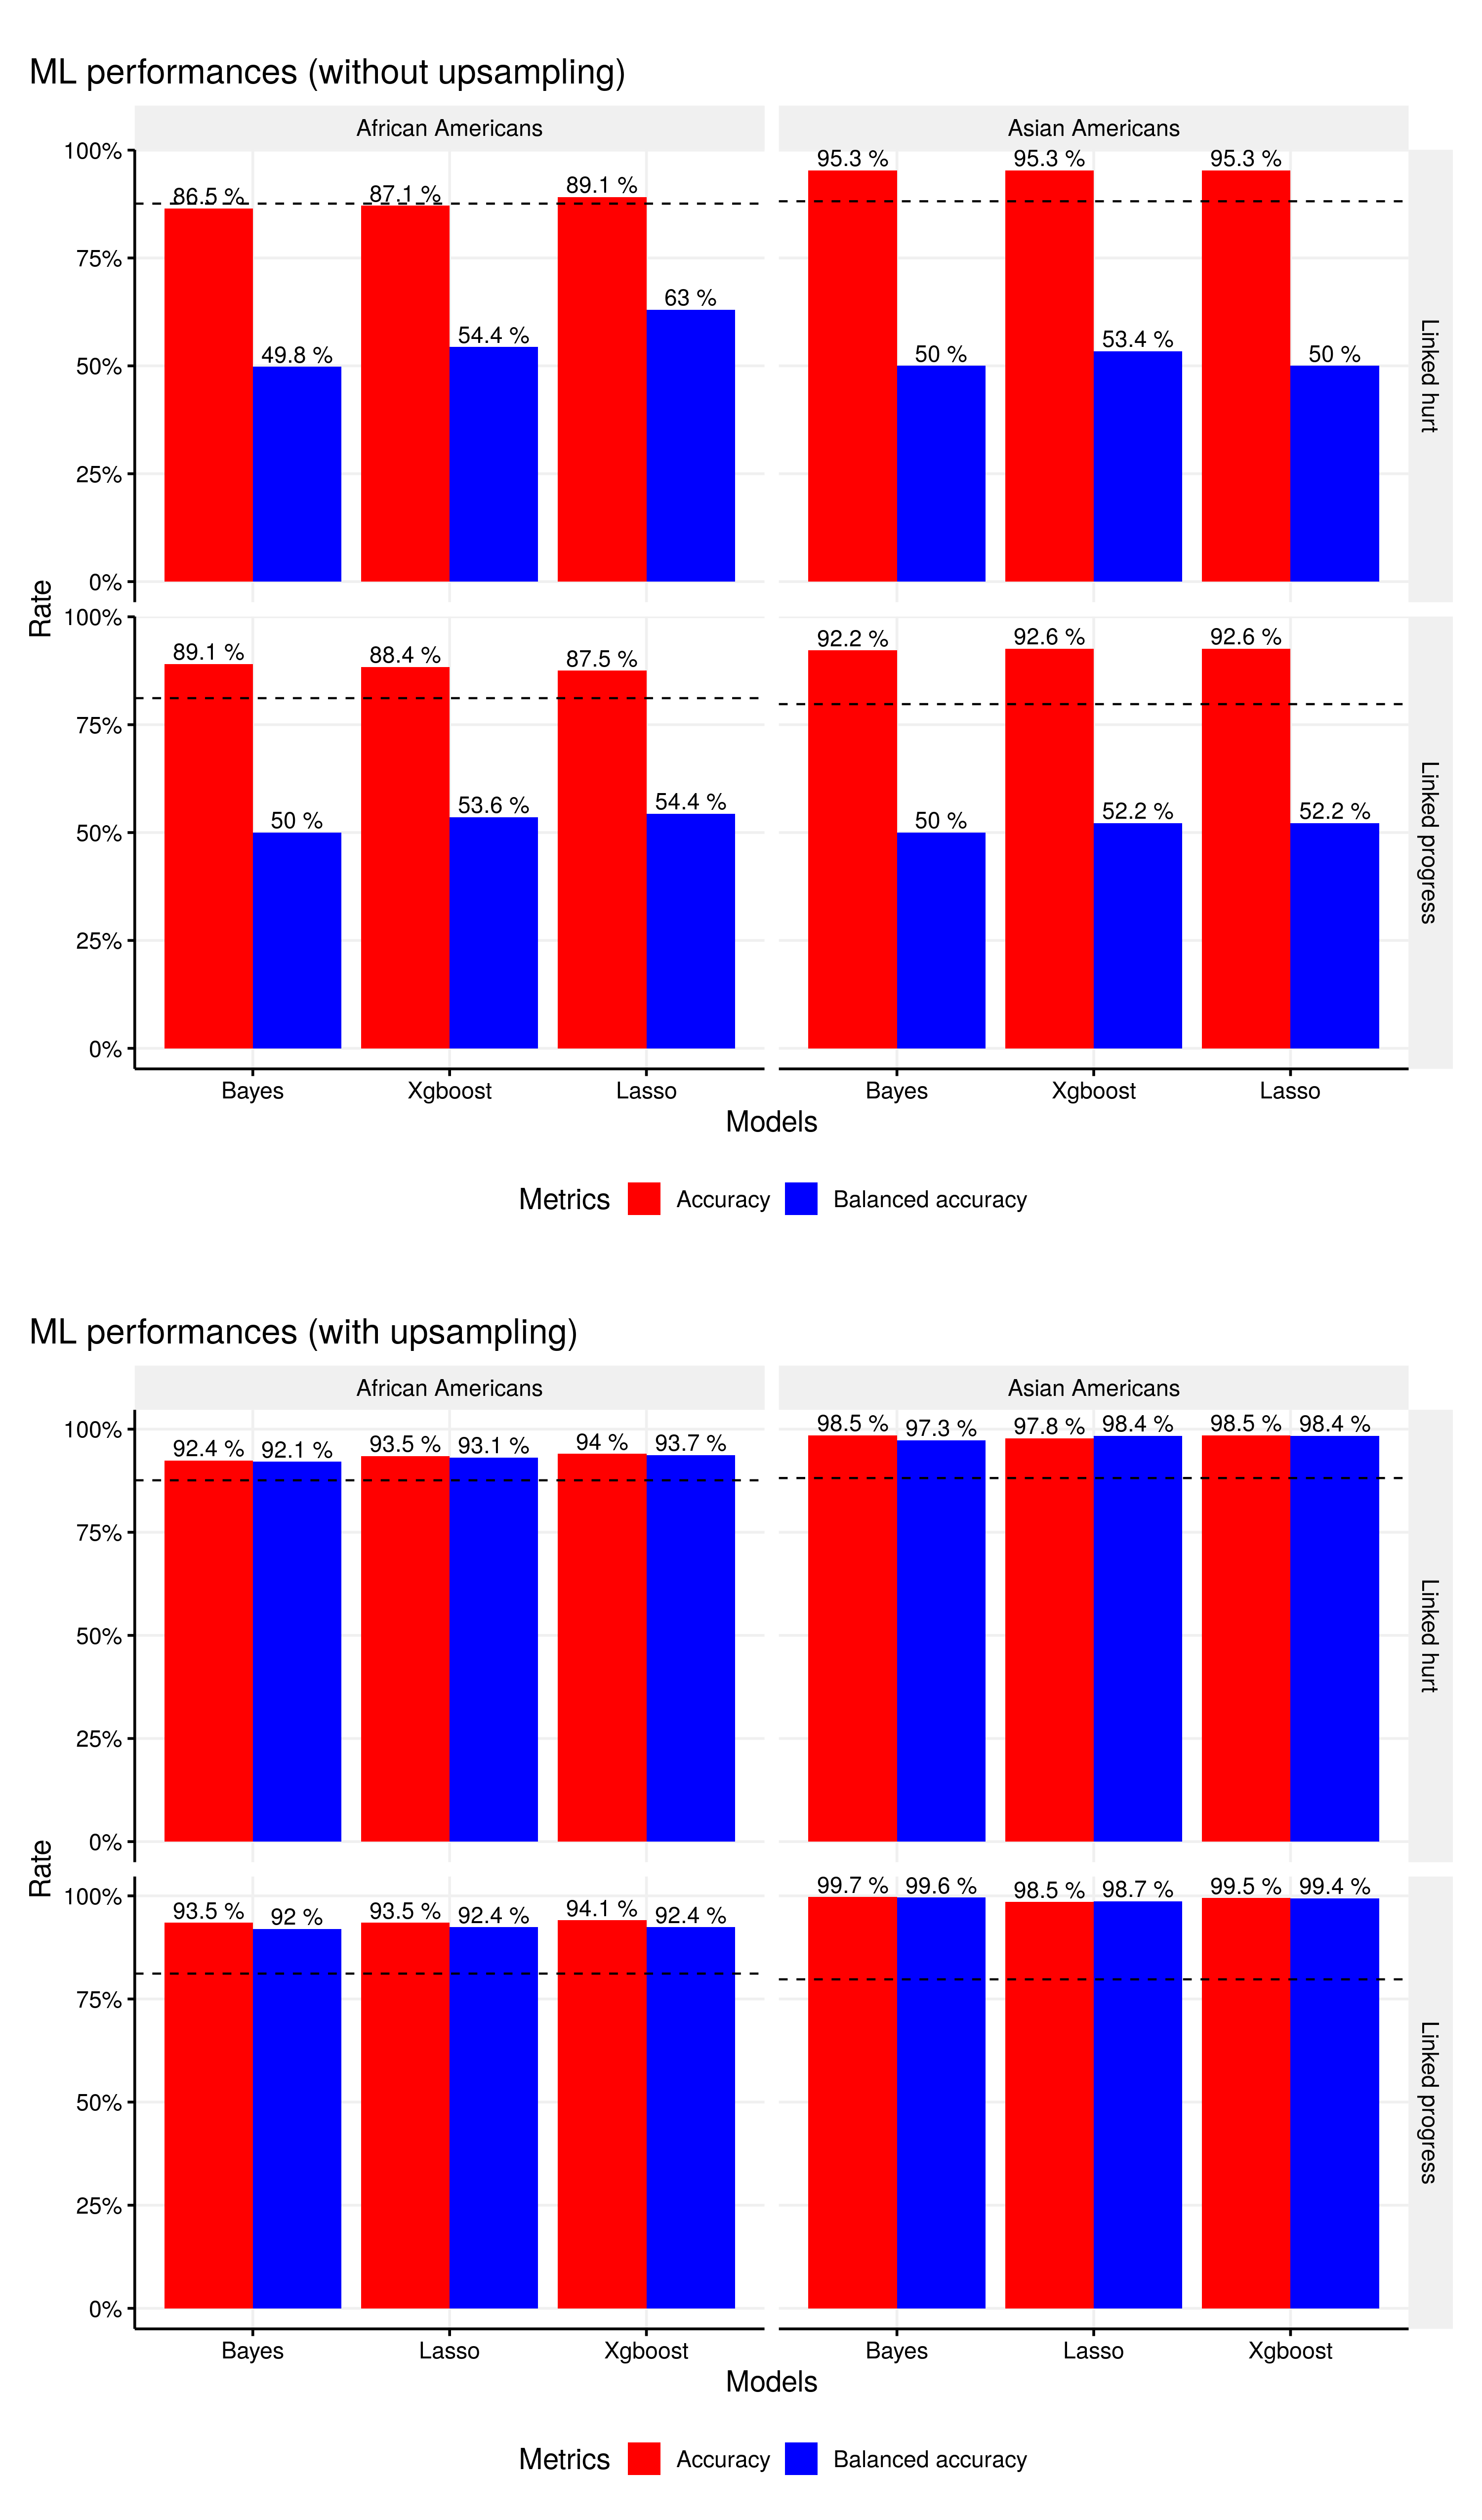 ML performances (without upsampling)
African Americans
Asian Americans
100%
75%
50%
25%
0%
86.5 %
49.8 %
87.1 %
54.4 %
89.1 %
63 %
95.3 %
50 %
95.3 %
53.4 %
95.3 %
50 %
Linked hurt
Rate
100%
75%
50%
25%
0%
89.1 %
50 %
88.4 %
53.6 %
87.5 %
54.4 %
92.2 %
50 %
92.6 %
52.2 %
92.6 %
52.2 %
Linked progress
Bayes
Xgboost
Lasso
Bayes
Xgboost
Lasso
Models
Metrics
Accuracy
Balanced accuracy
ML performances (with upsampling)
African Americans
Asian Americans
100%
75%
50%
25%
0%
92.4 %
92.1 %
93.5 %
93.1 %
94 %
93.7 %
98.5 %
97.3 %
97.8 %
98.4 %
98.5 %
98.4 %
Linked hurt
Rate
100%
75%
50%
25%
0%
93.5 %
92 %
93.5 %
92.4 %
94.1 %
92.4 %
99.7 %
99.6 %
98.5 %
98.7 %
99.5 %
99.4 %
Linked progress
Bayes
Lasso
Xgboost
Bayes
Lasso
Xgboost
Models
Metrics
Accuracy
Balanced accuracy